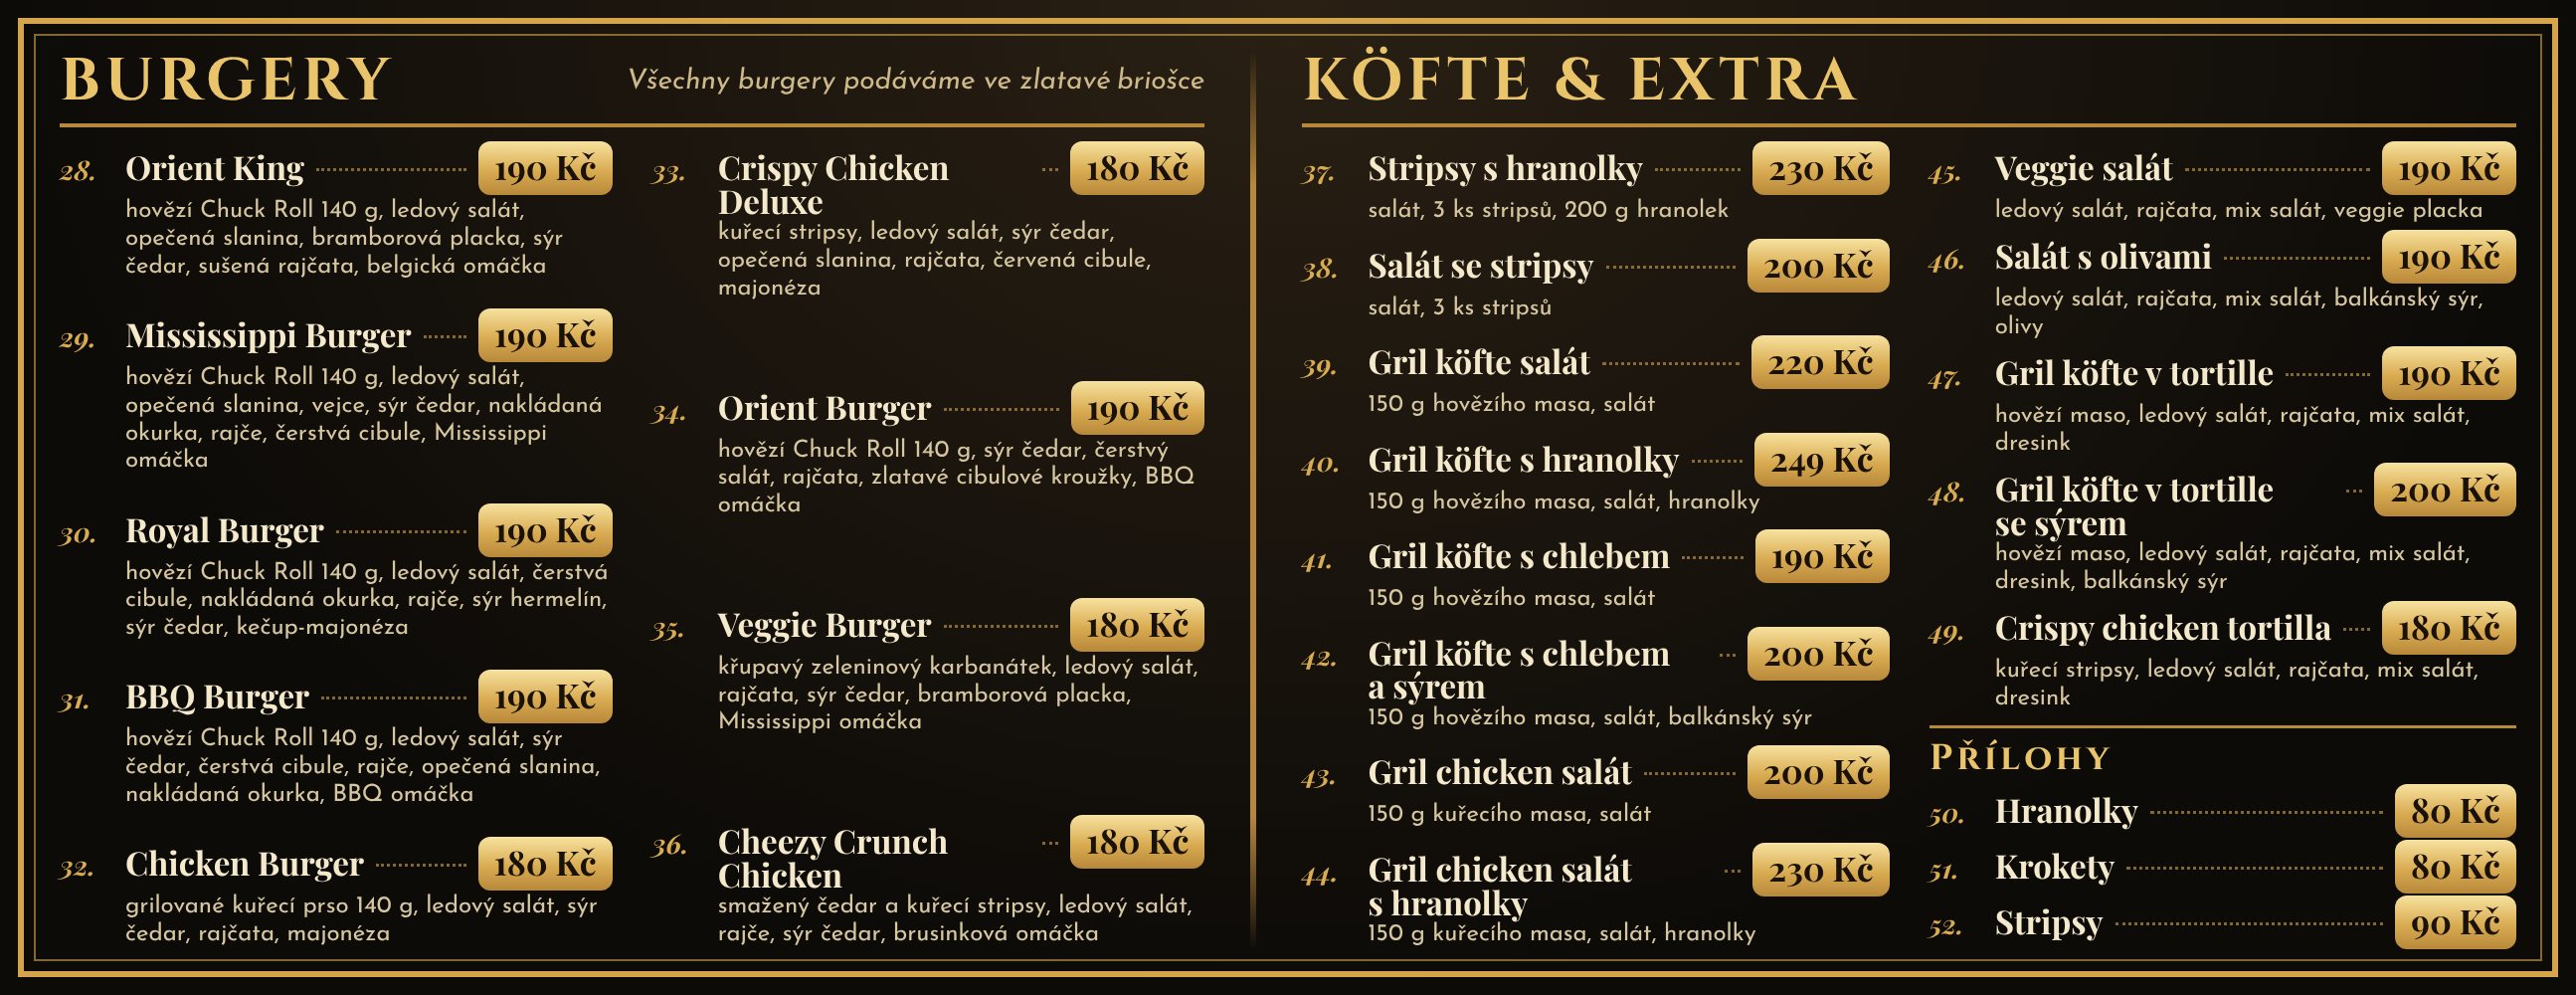 BURGERY
Všechny burgery podáváme ve zlatavé briošce
28. Orient King 190 Kč
hovězí Chuck Roll 140 g, ledový salát,
opečená slanina, bramborová placka, sýr
čedar, sušená rajčata, belgická omáčka
29. Mississippi Burger 190 Kč
hovězí Chuck Roll 140 g, ledový salát,
opečená slanina, vejce, sýr čedar, nakládaná
okurka, rajče, čerstvá cibule, Mississippi
omáčka
30. Royal Burger 190 Kč
hovězí Chuck Roll 140 g, ledový salát, čerstvá
cibule, nakládaná okurka, rajče, sýr hermelín,
sýr čedar, kečup-majonéza
31. BBQ Burger 190 Kč
hovězí Chuck Roll 140 g, ledový salát, sýr
čedar, čerstvá cibule, rajče, opečená slanina,
nakládaná okurka, BBQ omáčka
32. Chicken Burger 180 Kč
grilované kuřecí prso 140 g, ledový salát, sýr
čedar, rajčata, majonéza
33. Crispy Chicken 180 Kč
Deluxe
kuřecí stripsy, ledový salát, sýr čedar,
opečená slanina, rajčata, červená cibule,
majonéza
34. Orient Burger 190 Kč
hovězí Chuck Roll 140 g, sýr čedar, čerstvý
salát, rajčata, zlatavé cibulové kroužky, BBQ
omáčka
35. Veggie Burger 180 Kč
křupavý zeleninový karbanátek, ledový salát,
rajčata, sýr čedar, bramborová placka,
Mississippi omáčka
36. Cheezy Crunch 180 Kč
Chicken
smažený čedar a kuřecí stripsy, ledový salát,
rajče, sýr čedar, brusinková omáčka
KÖFTE & EXTRA
37. Stripsy s hranolky 230 Kč
salát, 3 ks stripsů, 200 g hranolek
38. Salát se stripsy 200 Kč
salát, 3 ks stripsů
39. Gril köfte salát 220 Kč
150 g hovězího masa, salát
40. Gril köfte s hranolky 249 Kč
150 g hovězího masa, salát, hranolky
41. Gril köfte s chlebem 190 Kč
150 g hovězího masa, salát
42. Gril köfte s chlebem 200 Kč
a sýrem
150 g hovězího masa, salát, balkánský sýr
43. Gril chicken salát 200 Kč
150 g kuřecího masa, salát
44. Gril chicken salát 230 Kč
s hranolky
150 g kuřecího masa, salát, hranolky
45. Veggie salát 190 Kč
ledový salát, rajčata, mix salát, veggie placka
46. Salát s olivami 190 Kč
ledový salát, rajčata, mix salát, balkánský sýr,
olivy
47. Gril köfte v tortille 190 Kč
hovězí maso, ledový salát, rajčata, mix salát,
dresink
48. Gril köfte v tortille 200 Kč
se sýrem
hovězí maso, ledový salát, rajčata, mix salát,
dresink, balkánský sýr
49. Crispy chicken tortilla 180 Kč
kuřecí stripsy, ledový salát, rajčata, mix salát,
dresink
PŘÍLOHY
50. Hranolky 80 Kč
51. Krokety 80 Kč
52. Stripsy 90 Kč